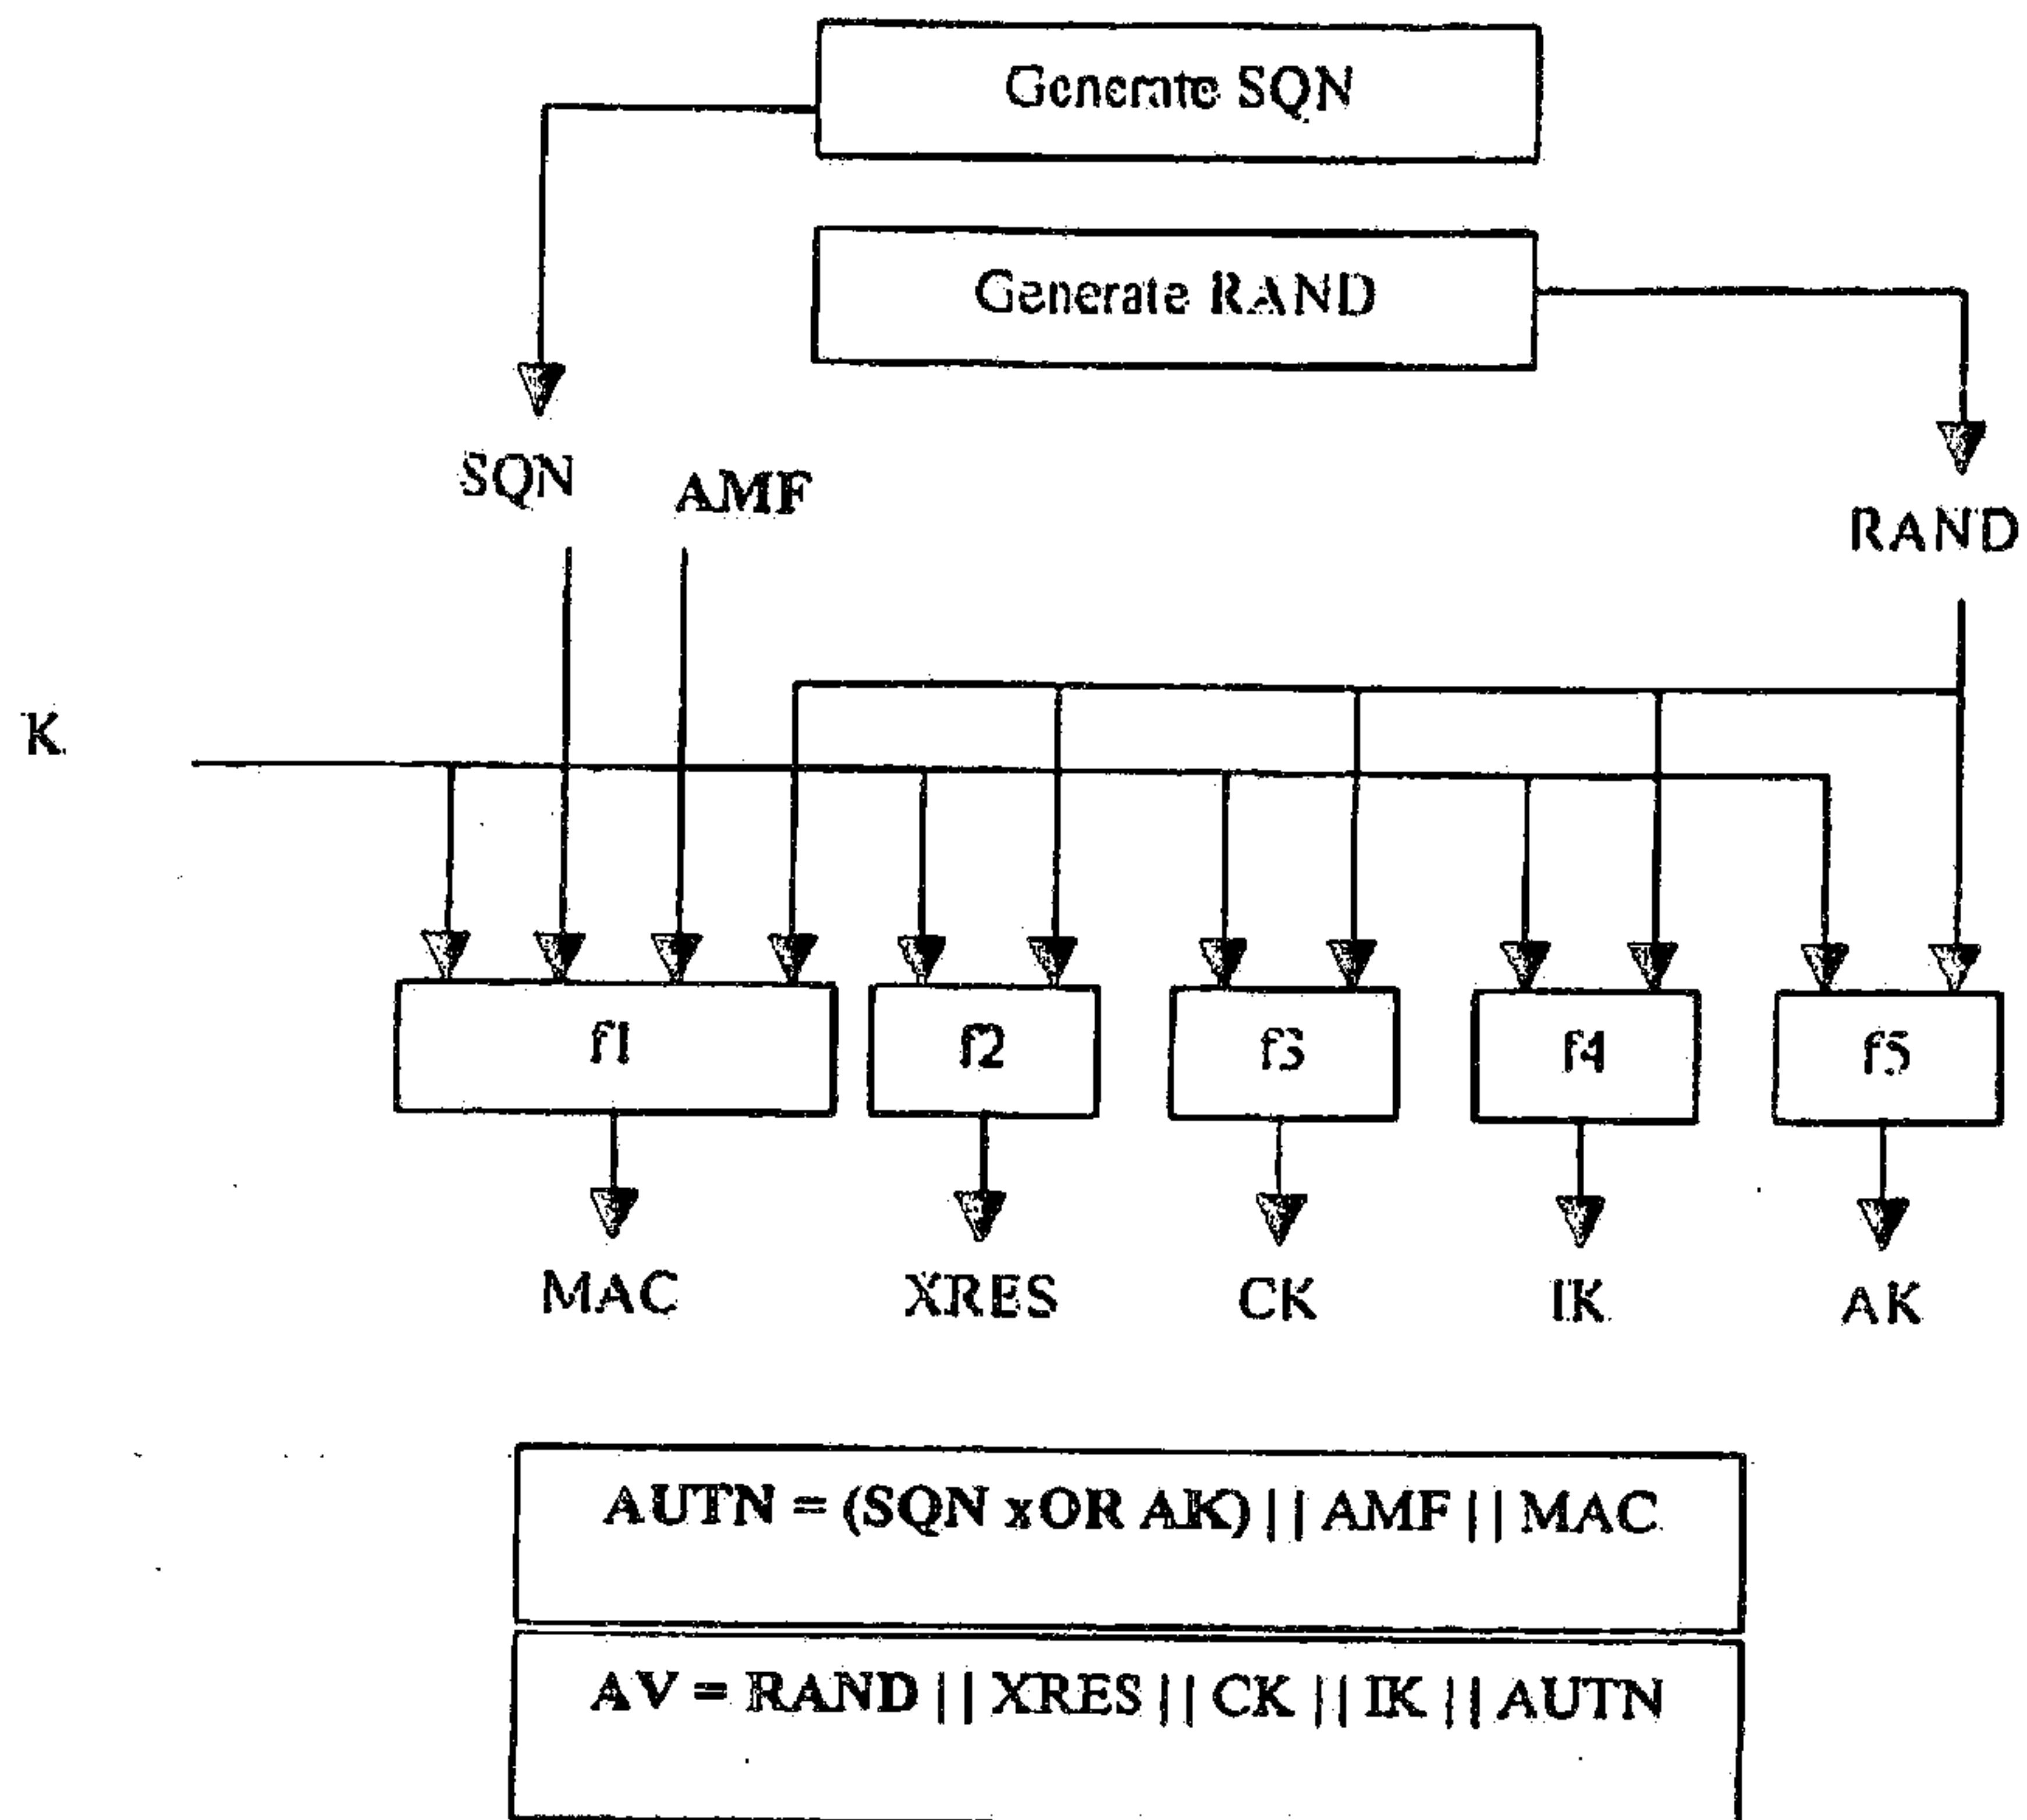 Generate SQN
Generate RAND
SQN
AMF
RAND
K
f1
f2
f3
f4
f5
MAC
XRES
CK
IK
AK
AUTN = (SQN xOR AK) || AMF || MAC
AV = RAND || XRES || CK || IK || AUTN